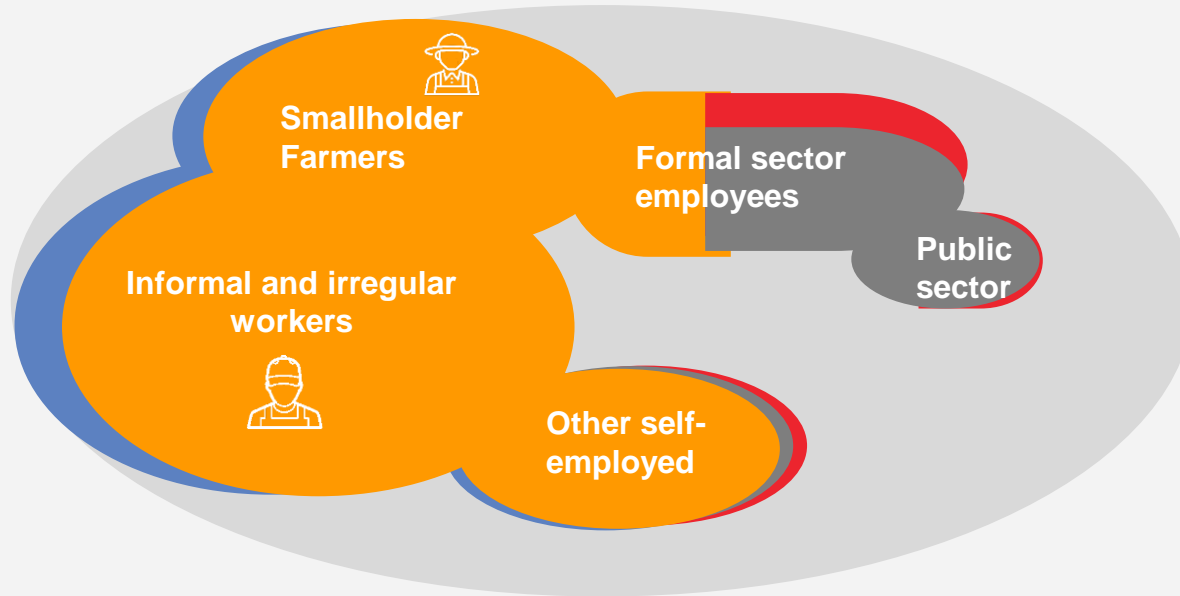 Smallholder
Farmers
Formal sector
employees
Public
sector
Informal and irregular
workers
Other self-
employed